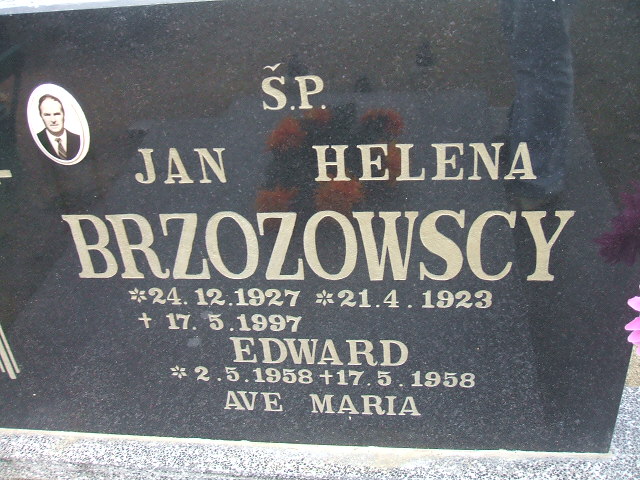 Š.P.
JAN HELENA
BRZOZOWSCY
*24.12.1927 *21.4.1923
+ 17.5.1997
EDWARD
*2.5.1958+17.5.1958
AVE MARIA